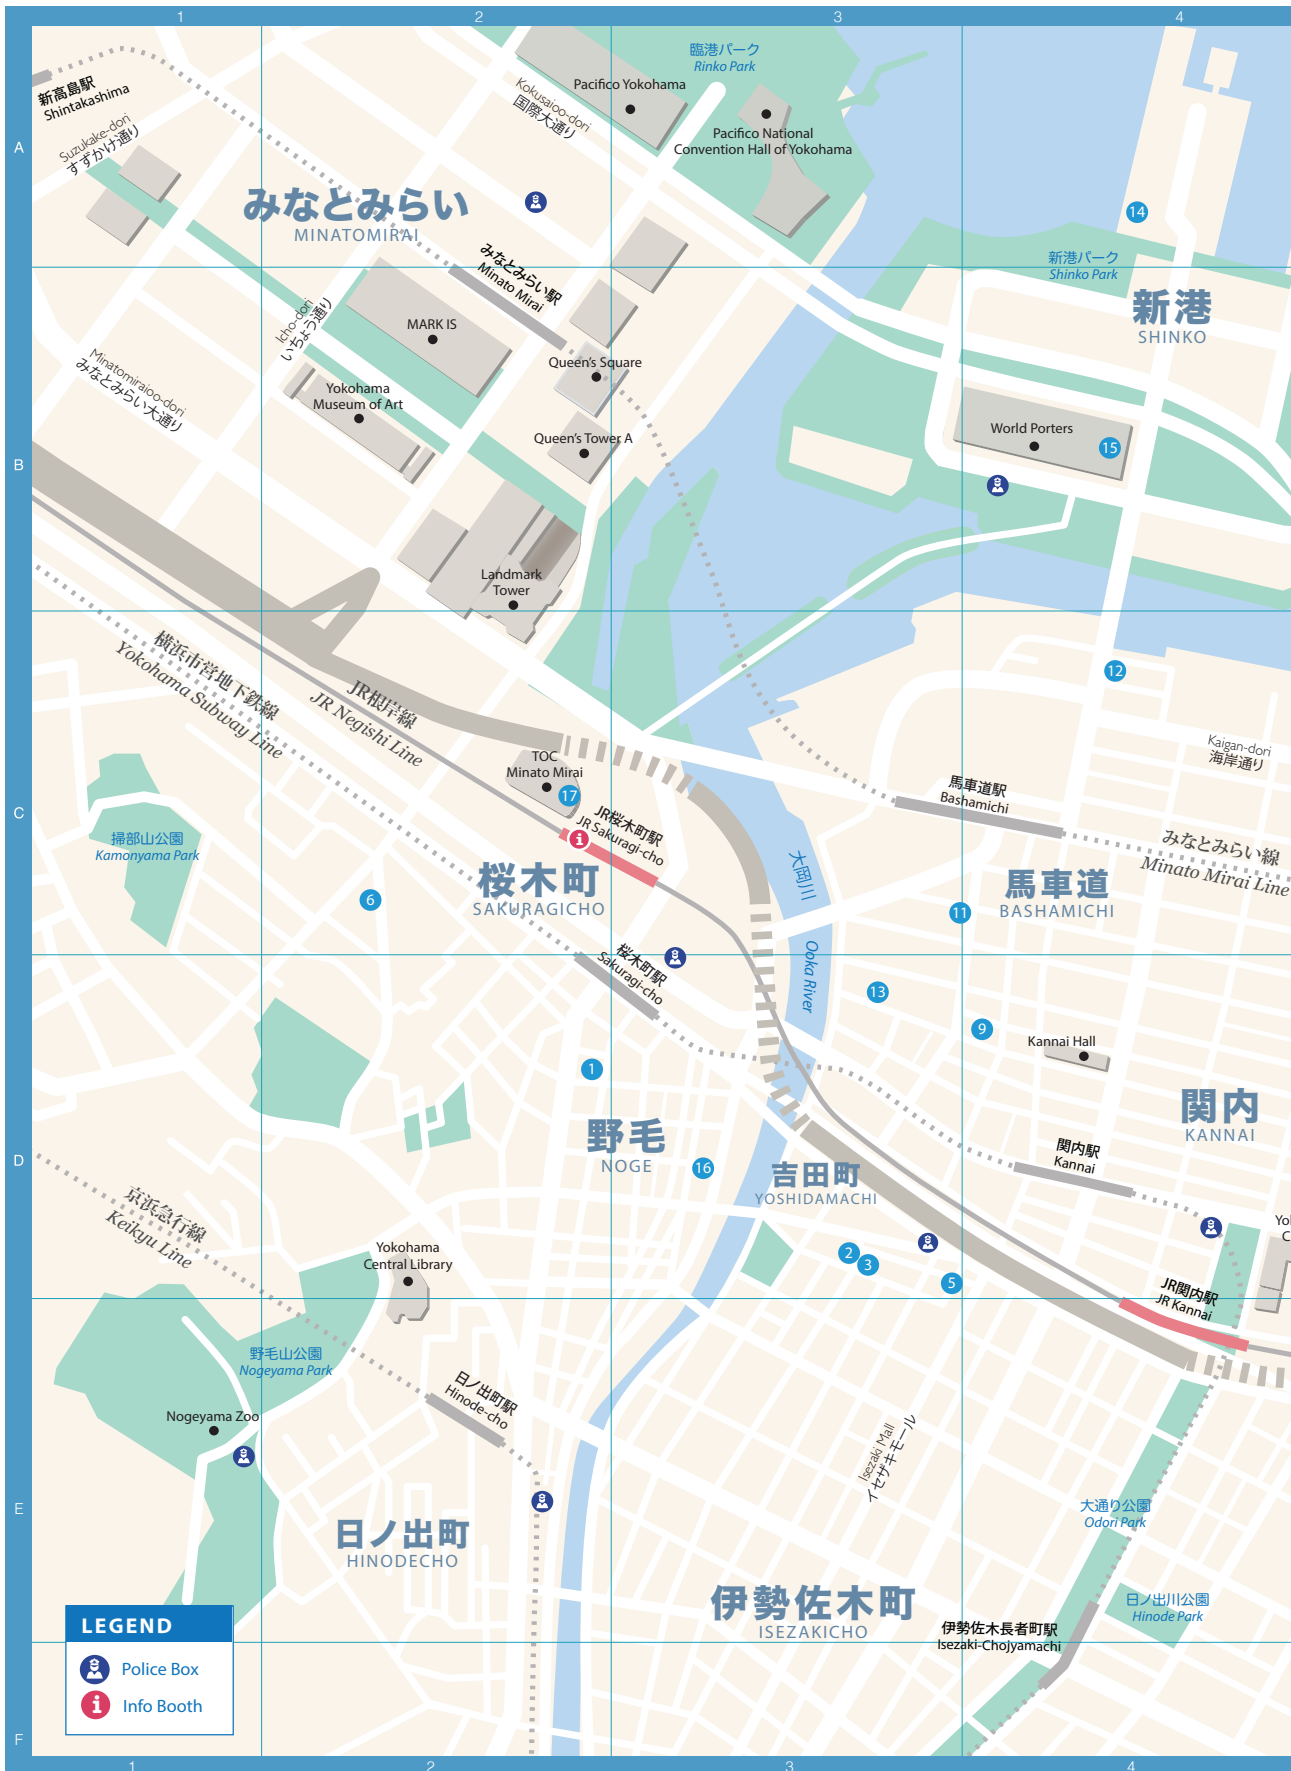 1
2
3
4
臨港パーク
Rinko Park
新高島駅
Shintakashima
Pacifico Yokohama
Kokusaioo-dori
国際大通り
Suzukake-dori
すずかけ通り
Pacifico National
Convention Hall of Yokohama
A
みなとみらい
MINATOMIRAI
14
新港パーク
Shinko Park
みなとみらい駅
Minato Mirai
新港
SHINKO
Icho-dori
いちょう通り
MARK IS
Queen's Square
Minatomiraioo-dori
みなとみらい大通り
Yokohama
Museum of Art
Queen's Tower A
World Porters
15
B
Landmark
Tower
横浜市営地下鉄線
Yokohama Subway Line
JR根岸線
JR Negishi Line
12
Kaigan-dori
海岸通り
TOC
Minato Mirai
17
馬車道駅
Bashamichi
C
掃部山公園
Kamonyama Park
JR桜木町駅
JR Sakuragi-cho
みなとみらい線
Minato Mirai Line
大岡川
Ooka River
桜木町
SAKURAGICHO
馬車道
BASHAMICHI
6
11
桜木町駅
Sakuragi-cho
13
9
Kannai Hall
1
野毛
NOGE
関内
KANNAI
D
16
吉田町
YOSHIDAMACHI
関内駅
Kannai
京浜急行線
Keikyu Line
Yokohama
Central Library
2
3
5
Yo
C
JR関内駅
JR Kannai
野毛山公園
Nogeyama Park
日ノ出町駅
Hinode-cho
Nogeyama Zoo
Isezaki Mall
イセザキモール
E
大通り公園
Odori Park
日ノ出町
HINODECHO
伊勢佐木町
ISEZAKICHO
日ノ出川公園
Hinode Park
伊勢佐木長者町駅
Isezaki-Chojyamachi
LEGEND
Police Box
i Info Booth
F
1
2
3
4